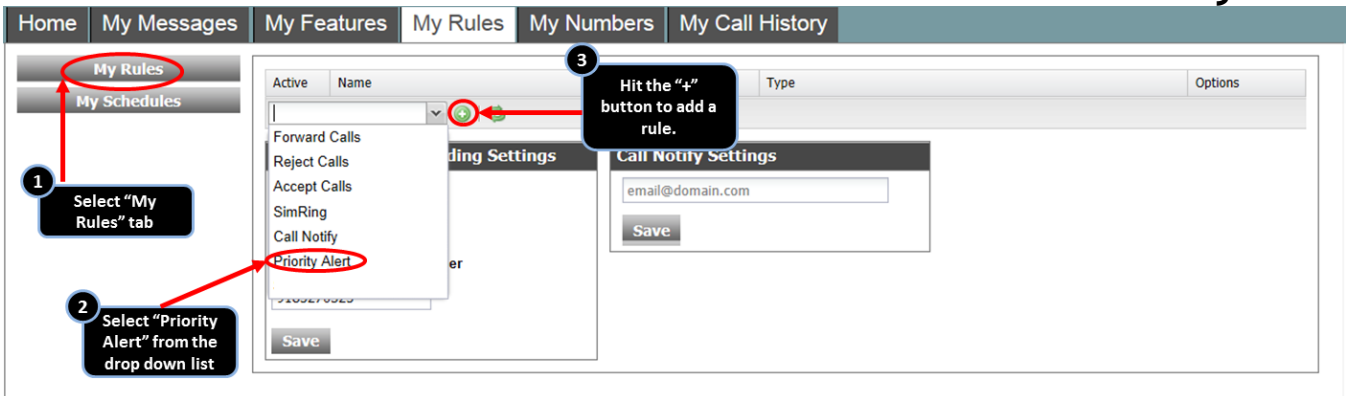 Home My Messages My Features My Rules My Numbers My Call History
My Rules
My Schedules
Active Name Type Options
Forward Calls
Reject Calls
Accept Calls
SimRing
Call Notify
Priority Alert
ding Settings
er
Save
Call Notify Settings
email@domain.com
Save
1
Select “My
Rules” tab
2
Select “Priority
Alert” from the
drop down list
3
Hit the “+”
button to add a
rule.